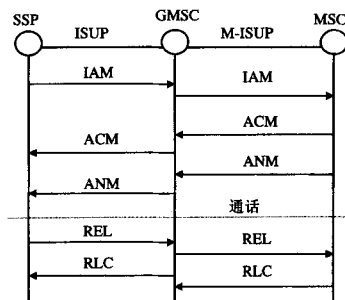 SSP ISUP GMSC M-ISUP MSC
IAM
IAM
ACM
ACM
ANM
ANM
通话
REL
REL
RLC
RLC